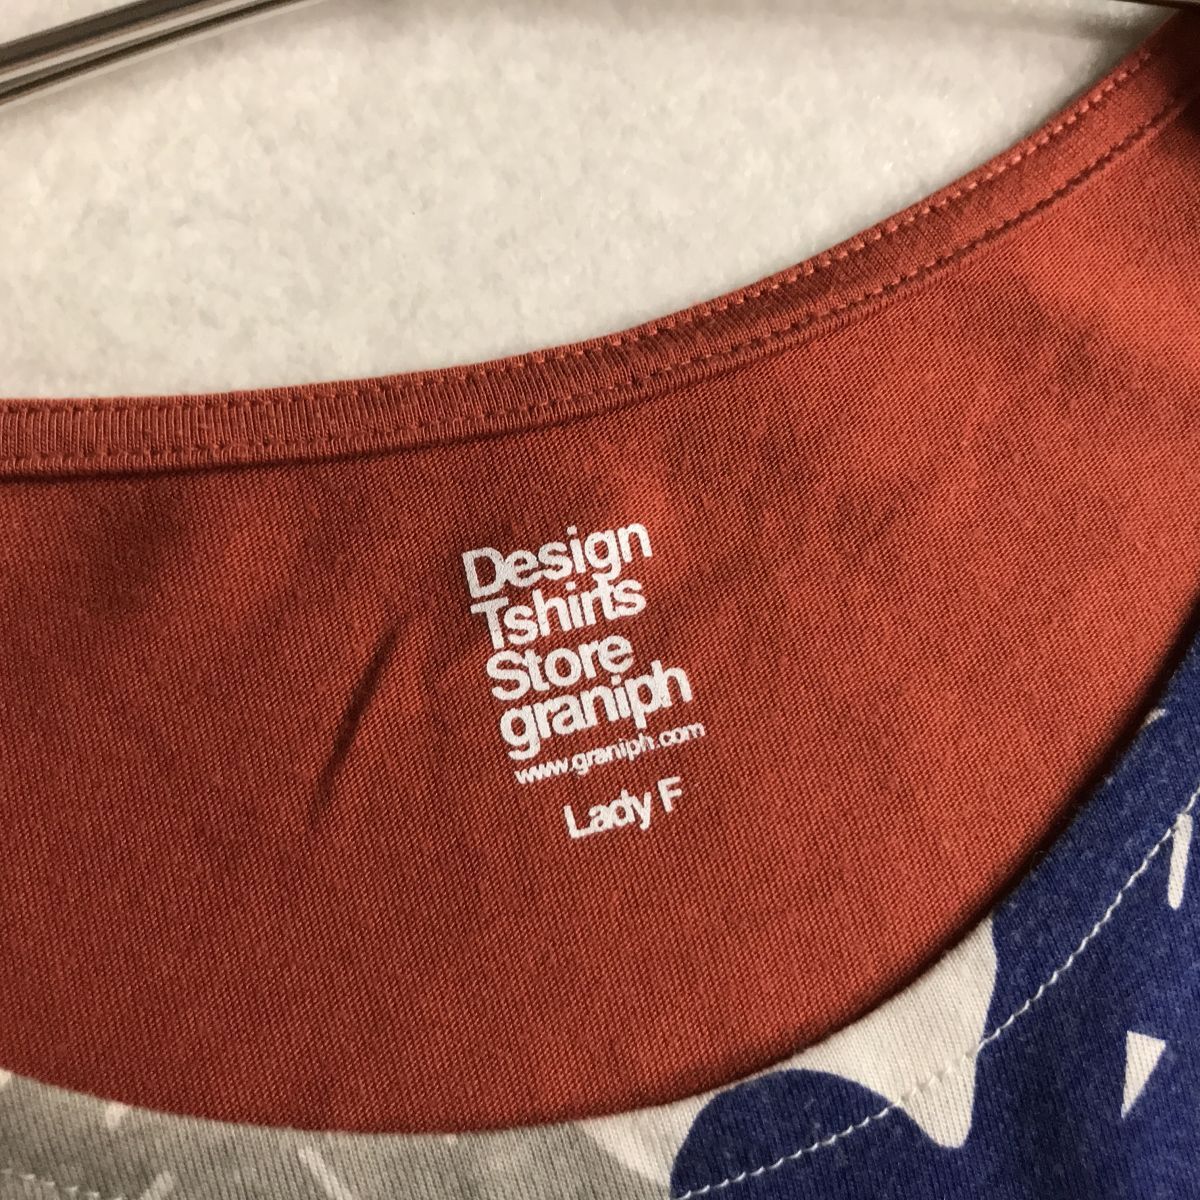 Design
Tshirts
Store
graniph
www.graniph.com
Lady F